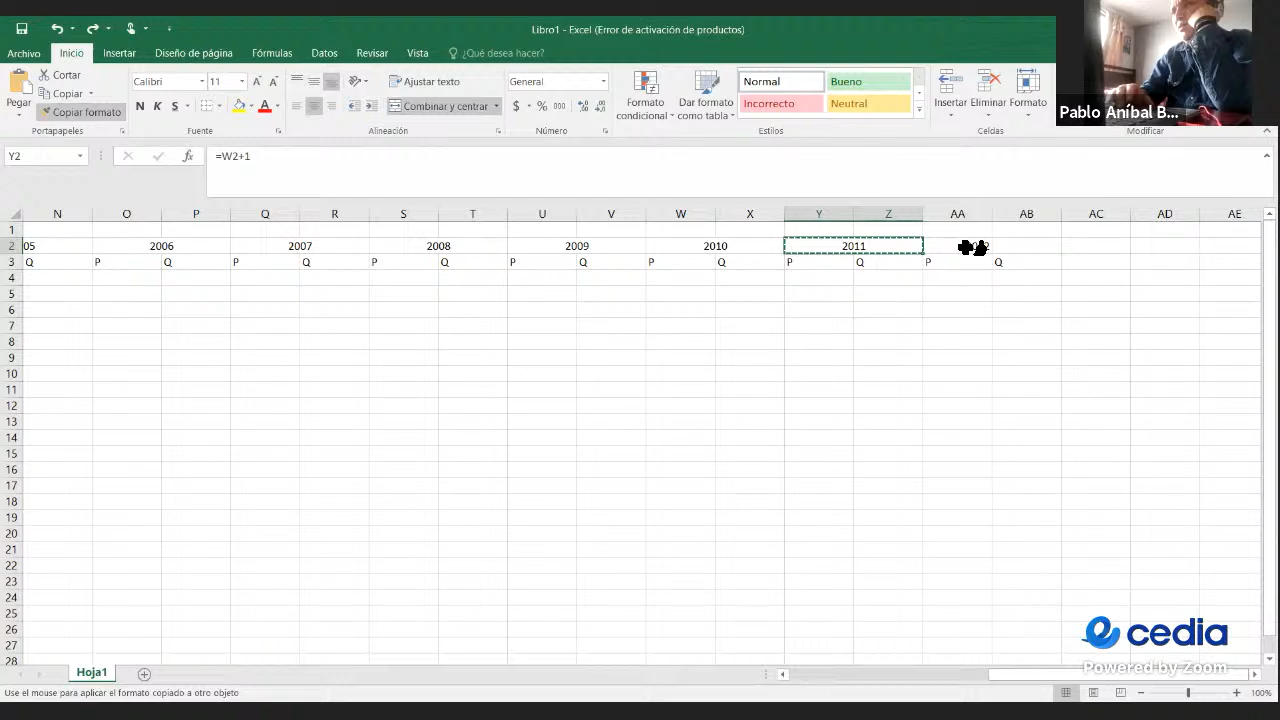 Libro1 - Excel (Error de activación de productos)
Archivo Inicio Insertar Diseño de página Fórmulas Datos Revisar Vista ¿Qué desea hacer?
Pegar
Cortar
Copiar
Copiar formato
Portapapeles
Calibri 11
N K S
Fuente
Ajustar texto
Combinar y centrar
Alineación
General
$ % 000
Número
Formato condicional
Dar formato como tabla
Normal Bueno
Incorrecto Neutral
Estilos
Insertar Eliminar Formato
Celdas
Modificar
Pablo Aníbal B...
Y2 fx =W2+1
N O P Q R S T U V W X Y Z AA AB AC AD AE
1
2 05 2006 2007 2008 2009 2010 2011
3 Q P Q P Q P Q P Q P Q P Q P Q
4
5
6
7
8
9
10
11
12
13
14
15
16
17
18
19
20
21
22
23
24
25
26
27
28
cedia
Powered by Zoom
Hoja1
Use el mouse para aplicar el formato copiado a otro objeto
100%